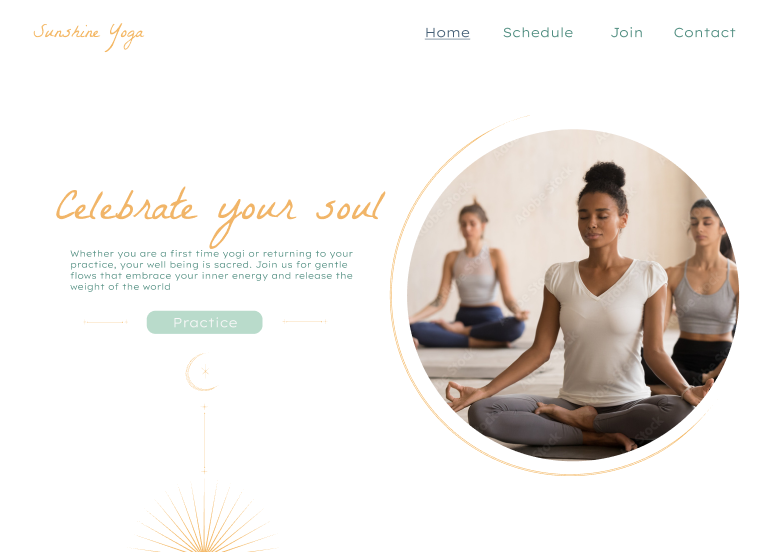 Sunshine Yoga
Home
Schedule
Join
Contact
Celebrate your soul
Whether you are a first time yogi or returning to your
practice, your well being is sacred. Join us for gentle
flows that embrace your inner energy and release the
weight of the world
Practice